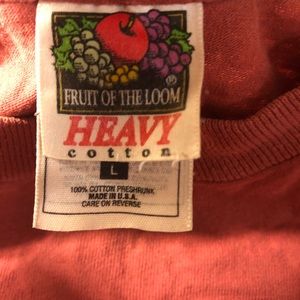 ®
FRUIT OF THE LOOM
HEAVY
cotton
L
100% COTTON PRESHRUNK
MADE IN U.S.A.
CARE ON REVERSE